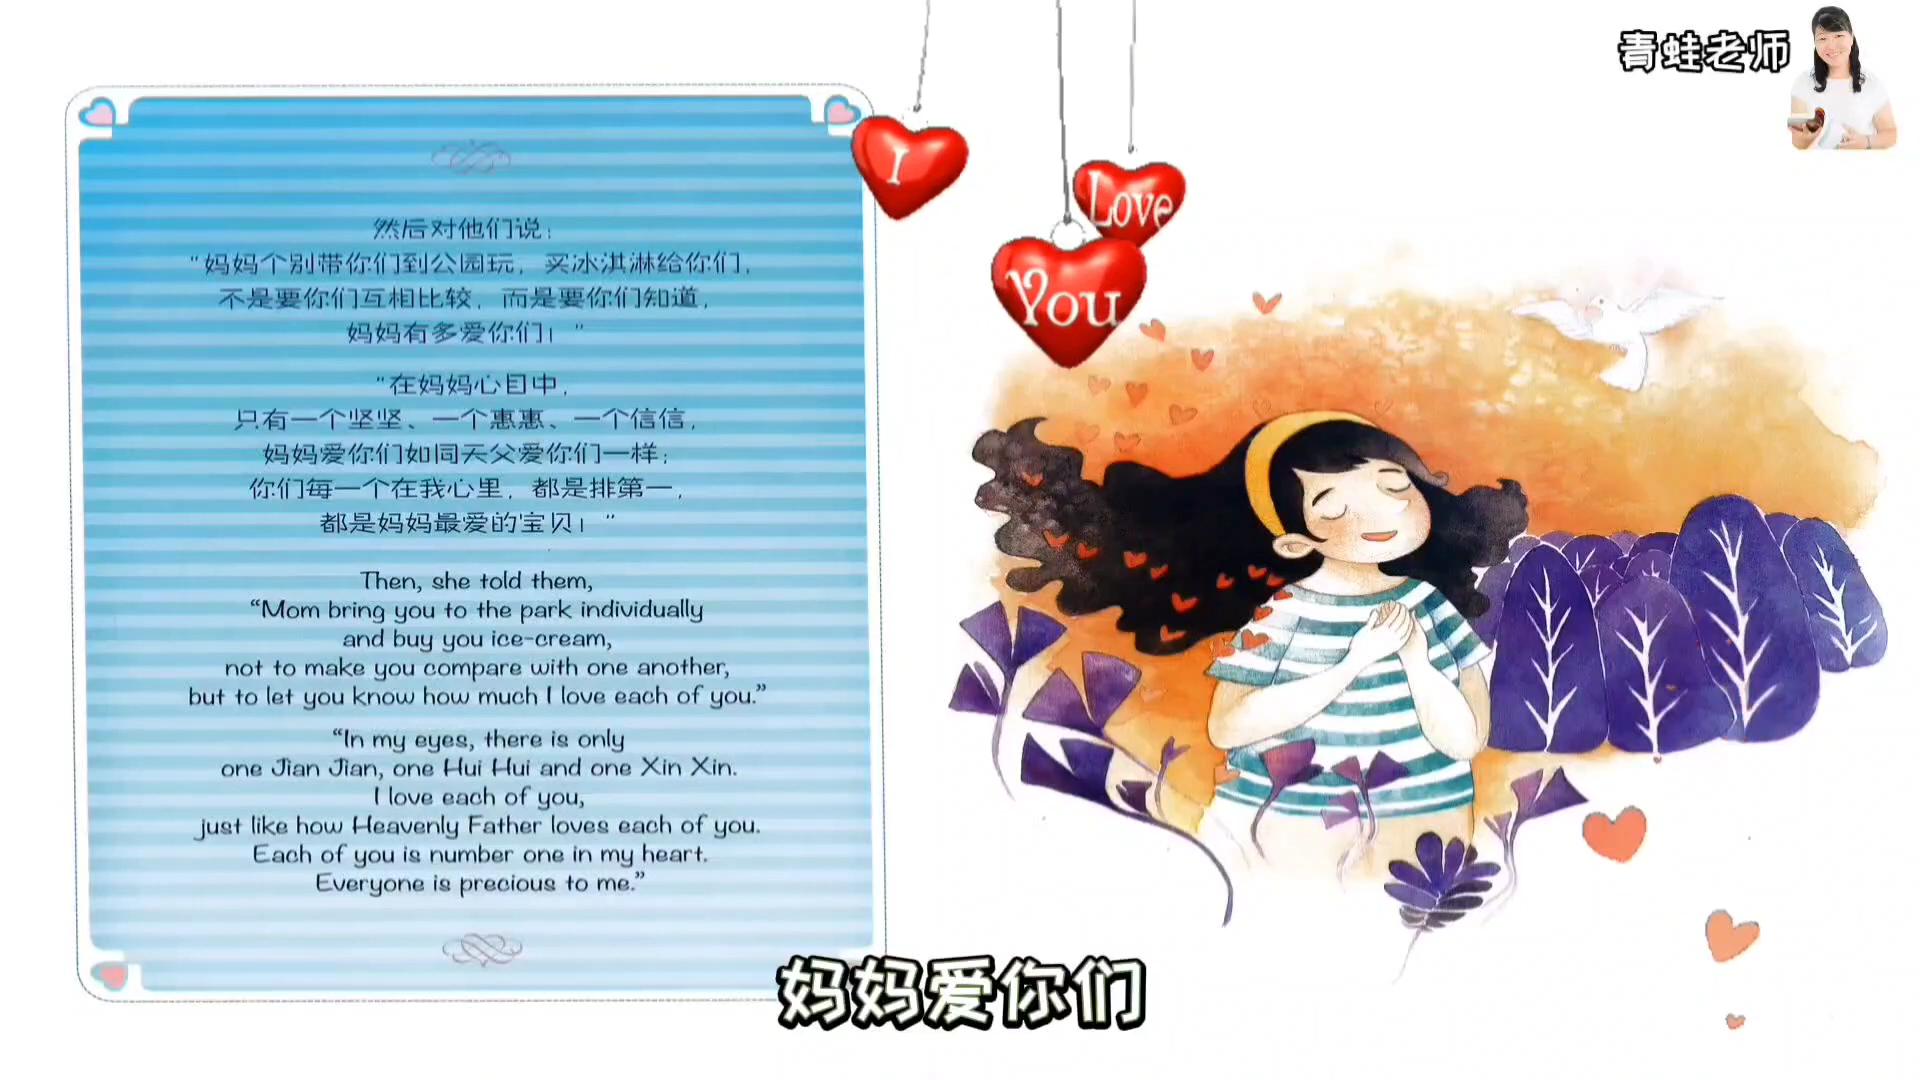 青蛙老师
I
Love
You
然后对他们说：
“妈妈个别带你们到公园玩，买冰淇淋给你们，
不是要你们互相比较，而是要你们知道，
妈妈有多爱你们！”
“在妈妈心目中，
只有一个坚坚、一个惠惠、一个信信，
妈妈爱你们如同天父爱你们一样；
你们每一个在我心里，都是排第一，
都是妈妈最爱的宝贝！”
Then, she told them,
“Mom bring you to the park individually
and buy you ice-cream,
not to make you compare with one another,
but to let you know how much I love each of you.”
“In my eyes, there is only
one Jian Jian, one Hui Hui and one Xin Xin.
I love each of you,
just like how Heavenly Father loves each of you.
Each of you is number one in my heart.
Everyone is precious to me.”
妈妈爱你们